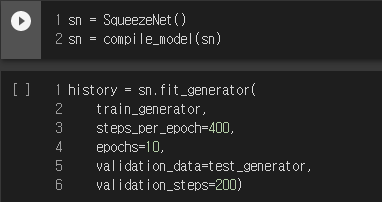 1 sn = SqueezeNet()
2 sn = compile_model(sn)
[ ] 1 history = sn.fit_generator(
2 train_generator,
3 steps_per_epoch=400,
4 epochs=10,
5 validation_data=test_generator,
6 validation_steps=200)